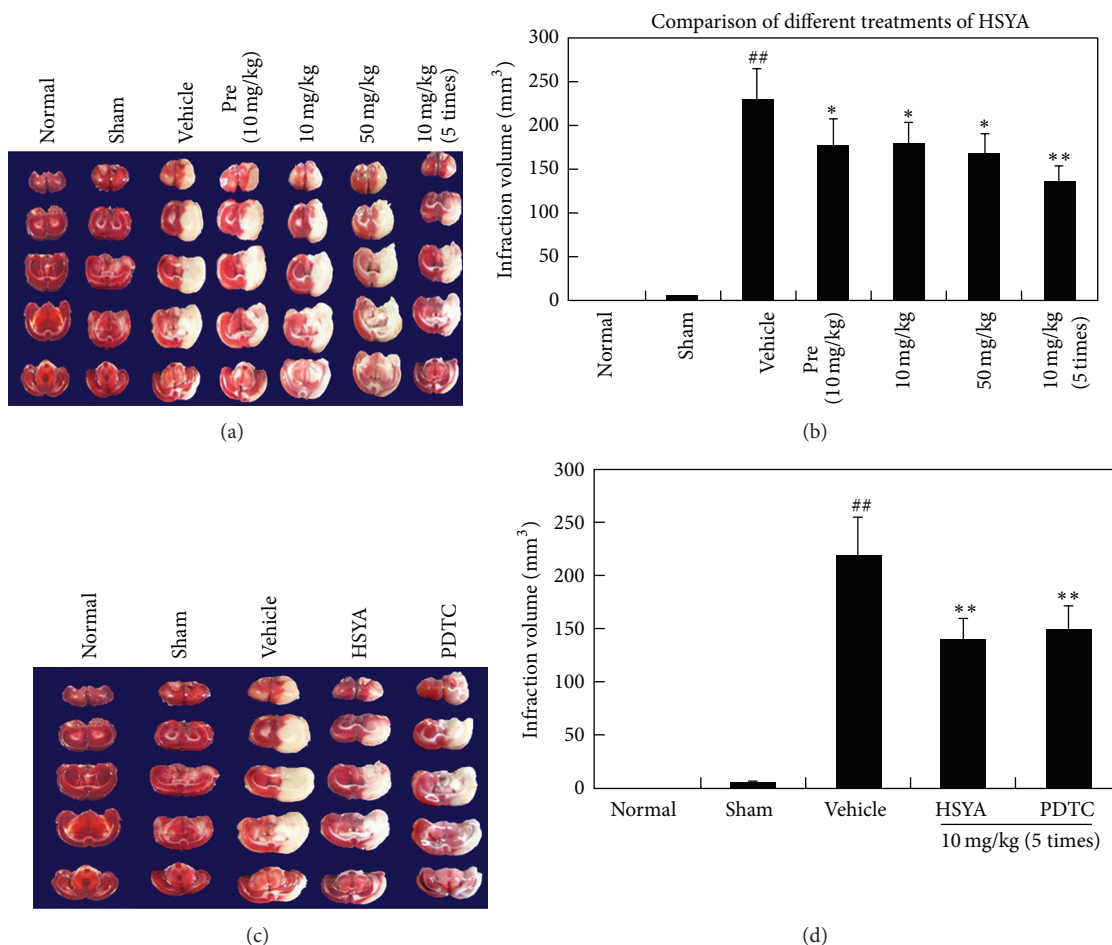 Normal
Sham
Vehicle
Pre
(10 mg/kg)
10 mg/kg
50 mg/kg
10 mg/kg
(5 times)
(a)
Comparison of different treatments of HSYA
Infraction volume (mm³)
300
250
200
150
100
50
0
##
*
*
*
**
Normal
Sham
Vehicle
Pre
(10 mg/kg)
10 mg/kg
50 mg/kg
10 mg/kg
(5 times)
(b)
Normal
Sham
Vehicle
HSYA
PDTC
(c)
Infraction volume (mm³)
300
250
200
150
100
50
0
##
**
**
Normal
Sham
Vehicle
HSYA
PDTC
10 mg/kg (5 times)
(d)